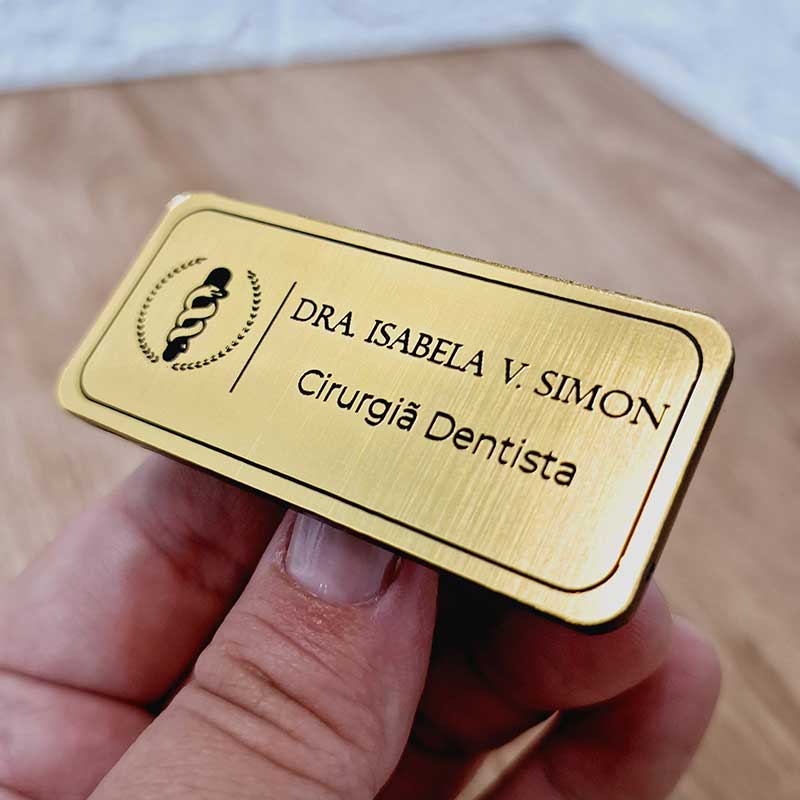 DRA. ISABELA V. SIMON
Cirurgiã Dentista